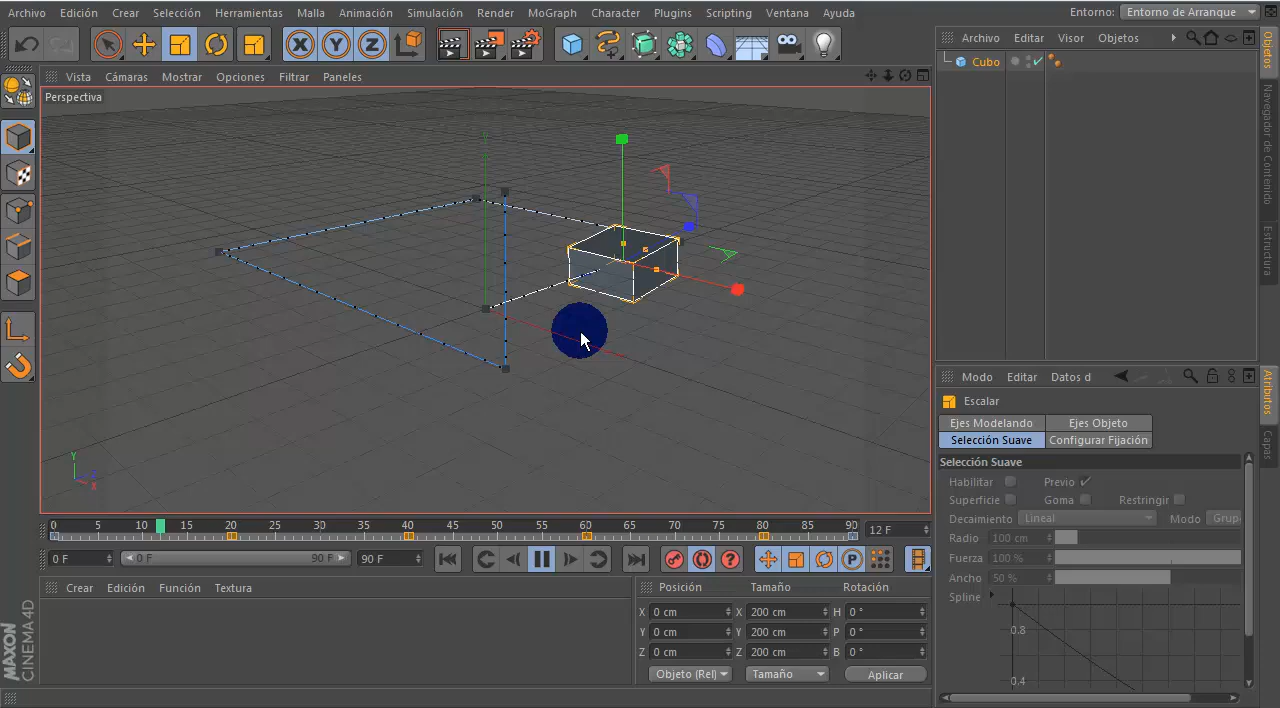 Archivo Edición Crear Selección Herramientas Malla Animación Simulación Render MoGraph Character Plugins Scripting Ventana Ayuda Entorno: Entorno de Arranque
X Y Z
Archivo Editar Visor Objetos
Vista Cámaras Mostrar Opciones Filtrar Paneles
Cubo
Perspectiva
Objetos
Navegador de Contenido
Estructura
Modo Editar Datos d
Atributos
Capas
Escalar
Ejes Modelando Ejes Objeto
Selección Suave Configurar Fijación
Selección Suave
Habilitar Previo
Superficie Goma Restringir
Decaimiento Lineal Modo Grup
Radio 100 cm
Fuerza 100 %
Ancho 50 %
Spline
0.8
0.4
Y
Z
X
0 5 10 15 20 25 30 35 40 45 50 55 60 65 70 75 80 85 90 12 F
0 F 0 F 90 F 90 F
? P
Crear Edición Función Textura
Posición Tamaño Rotación
X 0 cm X 200 cm H 0 °
Y 0 cm Y 200 cm P 0 °
Z 0 cm Z 200 cm B 0 °
Objeto (Rel) Tamaño Aplicar
MAXON
CINEMA 4D